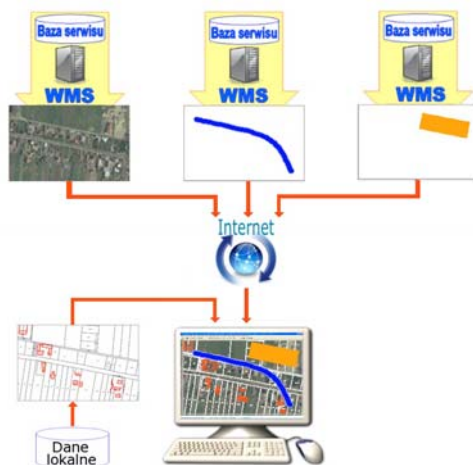 Baza serwisu
WMS
Baza serwisu
WMS
Baza serwisu
WMS
Internet
Dane
lokalne